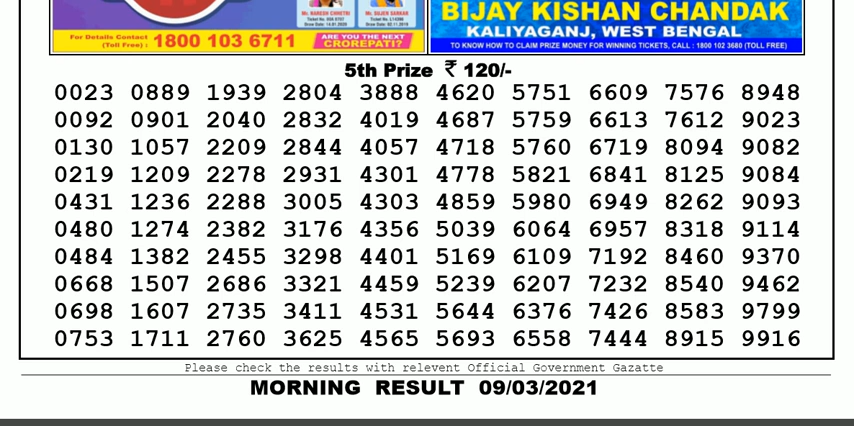 Mr. NARESH CHHETRI
Mr. SUJEN SARKAR
BIJAY KISHAN CHANDAK
KALIYAGANJ, WEST BENGAL
For Details Contact
(Toll Free) : 1800 103 6711
ARE YOU THE NEXT
CROREPATI?
TO KNOW HOW TO CLAIM PRIZE MONEY FOR WINNING TICKETS, CALL : 1800 102 3680 (TOLL FREE)
5th Prize ₹ 120/-
0023 0889 1939 2804 3888 4620 5751 6609 7576 8948
0092 0901 2040 2832 4019 4687 5759 6613 7612 9023
0130 1057 2209 2844 4057 4718 5760 6719 8094 9082
0219 1209 2278 2931 4301 4778 5821 6841 8125 9084
0431 1236 2288 3005 4303 4859 5980 6949 8262 9093
0480 1274 2382 3176 4356 5039 6064 6957 8318 9114
0484 1382 2455 3298 4401 5169 6109 7192 8460 9370
0668 1507 2686 3321 4459 5239 6207 7232 8540 9462
0698 1607 2735 3411 4531 5644 6376 7426 8583 9799
0753 1711 2760 3625 4565 5693 6558 7444 8915 9916
Please check the results with relevent Official Government Gazatte
MORNING RESULT 09/03/2021